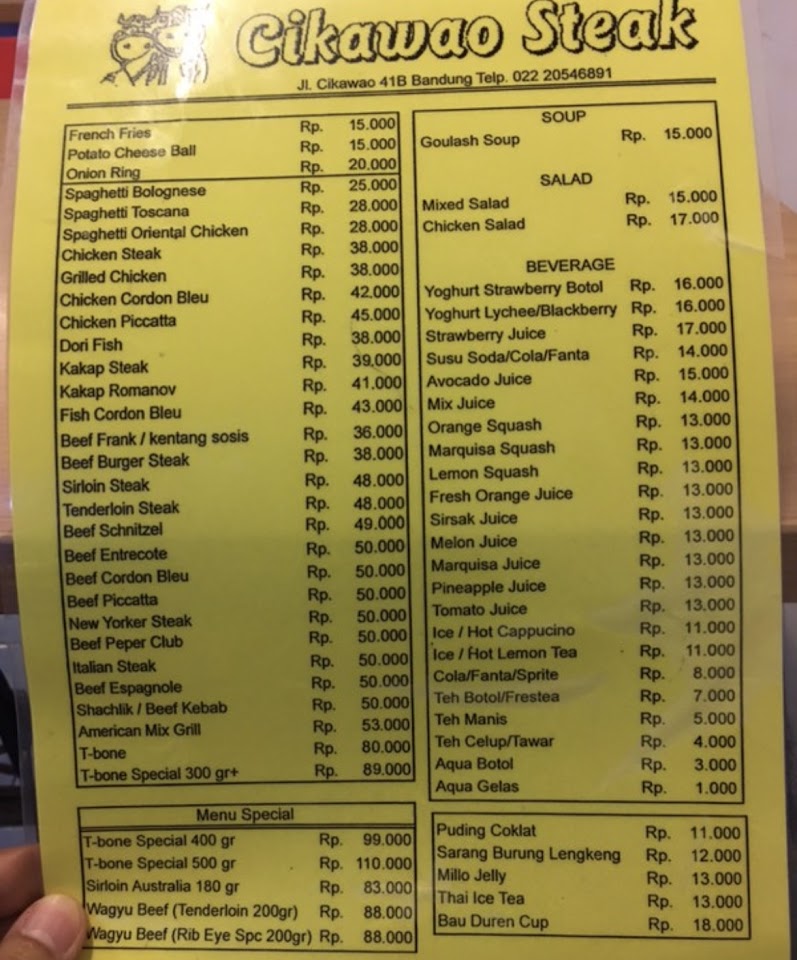 Cikawao Steak
Jl. Cikawao 41B Bandung Telp. 022 20546891
French Fries Rp. 15.000
Potato Cheese Ball Rp. 15.000
Onion Ring Rp. 20.000
Spaghetti Bolognese Rp. 25.000
Spaghetti Toscana Rp. 28.000
Spaghetti Oriental Chicken Rp. 28.000
Chicken Steak Rp. 38.000
Grilled Chicken Rp. 38.000
Chicken Cordon Bleu Rp. 42.000
Chicken Piccatta Rp. 45.000
Dori Fish Rp. 38.000
Kakap Steak Rp. 39.000
Kakap Romanov Rp. 41.000
Fish Cordon Bleu Rp. 43.000
Beef Frank / kentang sosis Rp. 36.000
Beef Burger Steak Rp. 38.000
Sirloin Steak Rp. 48.000
Tenderloin Steak Rp. 48.000
Beef Schnitzel Rp. 49.000
Beef Entrecote Rp. 50.000
Beef Cordon Bleu Rp. 50.000
Beef Piccatta Rp. 50.000
New Yorker Steak Rp. 50.000
Beef Peper Club Rp. 50.000
Italian Steak Rp. 50.000
Beef Espagnole Rp. 50.000
Shachlik / Beef Kebab Rp. 50.000
American Mix Grill Rp. 53.000
T-bone Rp. 80.000
T-bone Special 300 gr+ Rp. 89.000
Menu Special
T-bone Special 400 gr Rp. 99.000
T-bone Special 500 gr Rp. 110.000
Sirloin Australia 180 gr Rp. 83.000
Wagyu Beef (Tenderloin 200gr) Rp. 88.000
Wagyu Beef (Rib Eye Spc 200gr) Rp. 88.000
SOUP
Goulash Soup Rp. 15.000
SALAD
Mixed Salad Rp. 15.000
Chicken Salad Rp. 17.000
BEVERAGE
Yoghurt Strawberry Botol Rp. 16.000
Yoghurt Lychee/Blackberry Rp. 16.000
Strawberry Juice Rp. 17.000
Susu Soda/Cola/Fanta Rp. 14.000
Avocado Juice Rp. 15.000
Mix Juice Rp. 14.000
Orange Squash Rp. 13.000
Marquisa Squash Rp. 13.000
Lemon Squash Rp. 13.000
Fresh Orange Juice Rp. 13.000
Sirsak Juice Rp. 13.000
Melon Juice Rp. 13.000
Marquisa Juice Rp. 13.000
Pineapple Juice Rp. 13.000
Tomato Juice Rp. 13.000
Ice / Hot Cappucino Rp. 11.000
Ice / Hot Lemon Tea Rp. 11.000
Cola/Fanta/Sprite Rp. 8.000
Teh Botol/Frestea Rp. 7.000
Teh Manis Rp. 5.000
Teh Celup/Tawar Rp. 4.000
Aqua Botol Rp. 3.000
Aqua Gelas Rp. 1.000
Puding Coklat Rp. 11.000
Sarang Burung Lengkeng Rp. 12.000
Millo Jelly Rp. 13.000
Thai Ice Tea Rp. 13.000
Bau Duren Cup Rp. 18.000